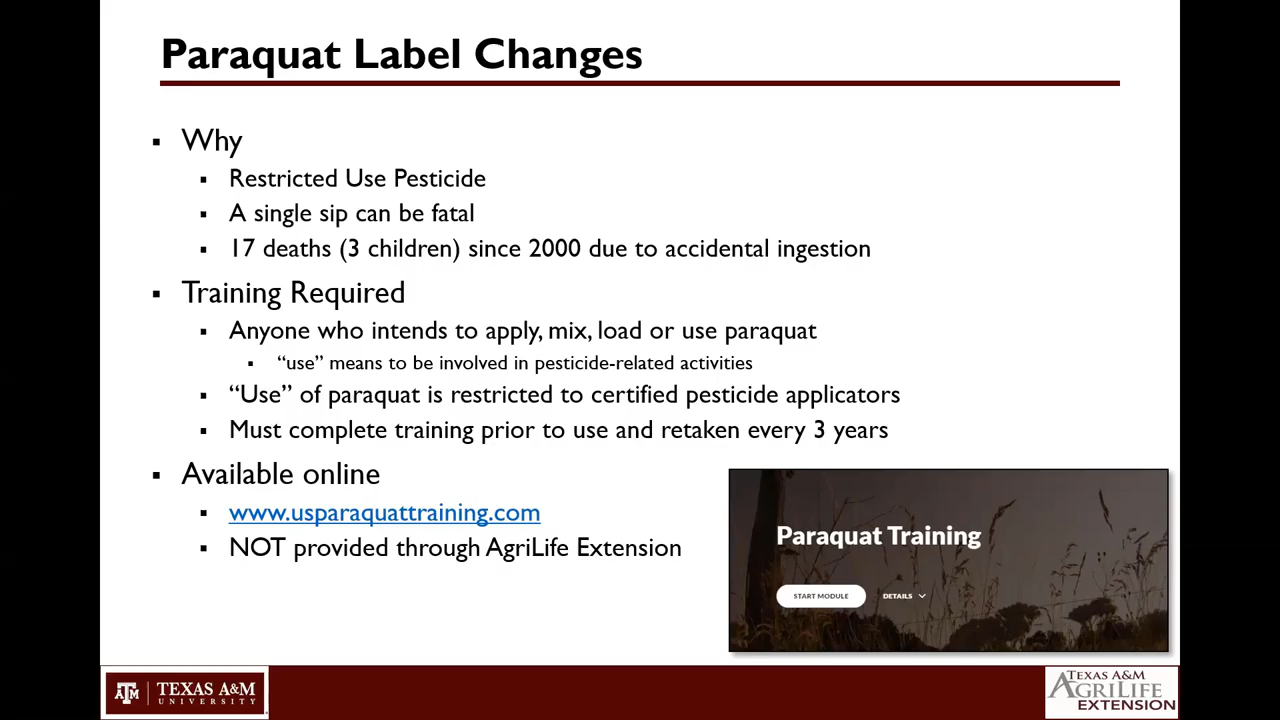 Paraquat Label Changes
Why
Restricted Use Pesticide
A single sip can be fatal
17 deaths (3 children) since 2000 due to accidental ingestion
Training Required
Anyone who intends to apply, mix, load or use paraquat
“use” means to be involved in pesticide-related activities
“Use” of paraquat is restricted to certified pesticide applicators
Must complete training prior to use and retaken every 3 years
Available online
www.usparaquattraining.com
NOT provided through AgriLife Extension
Paraquat Training
START MODULE DETAILS
ATM TEXAS A&M
UNIVERSITY
TEXAS A&M
AGRILIFE
EXTENSION